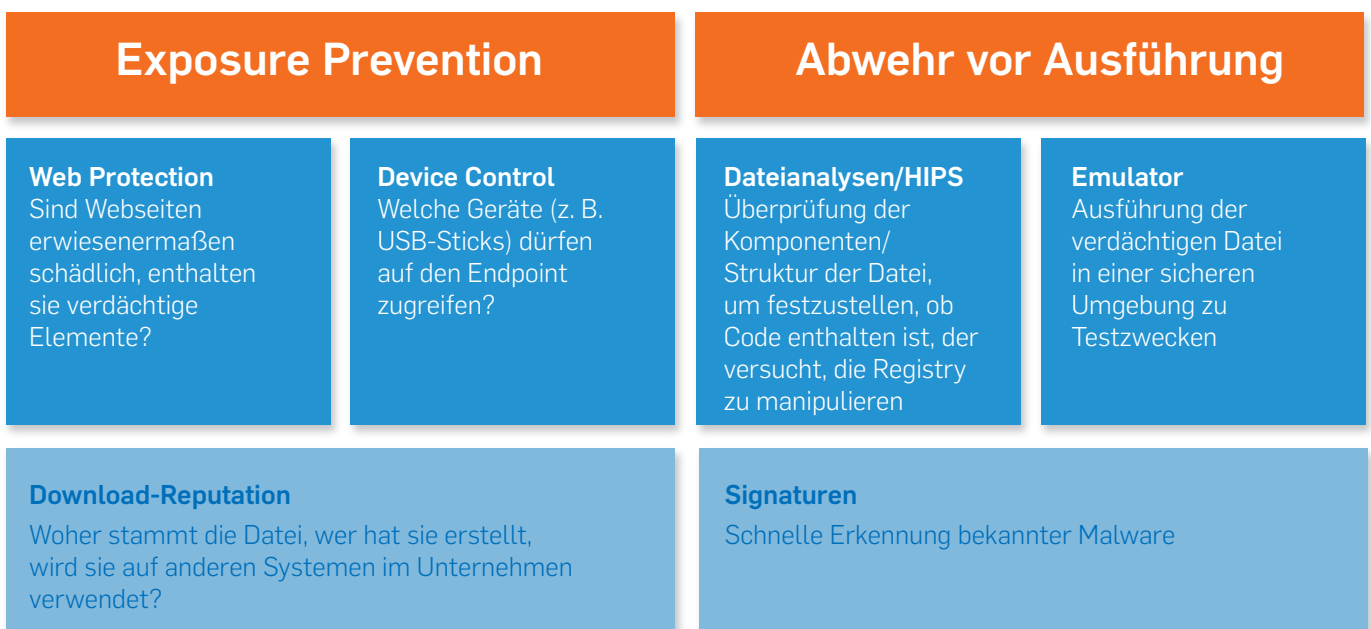 Exposure Prevention
Abwehr vor Ausführung
Web Protection
Sind Webseiten
erwiesenermaßen
schädlich, enthalten
sie verdächtige
Elemente?
Device Control
Welche Geräte (z. B.
USB-Sticks) dürfen
auf den Endpoint
zugreifen?
Dateianalysen/HIPS
Überprüfung der
Komponenten/
Struktur der Datei,
um festzustellen, ob
Code enthalten ist, der
versucht, die Registry
zu manipulieren
Emulator
Ausführung der
verdächtigen Datei
in einer sicheren
Umgebung zu
Testzwecken
Download-Reputation
Woher stammt die Datei, wer hat sie erstellt,
wird sie auf anderen Systemen im Unternehmen
verwendet?
Signaturen
Schnelle Erkennung bekannter Malware